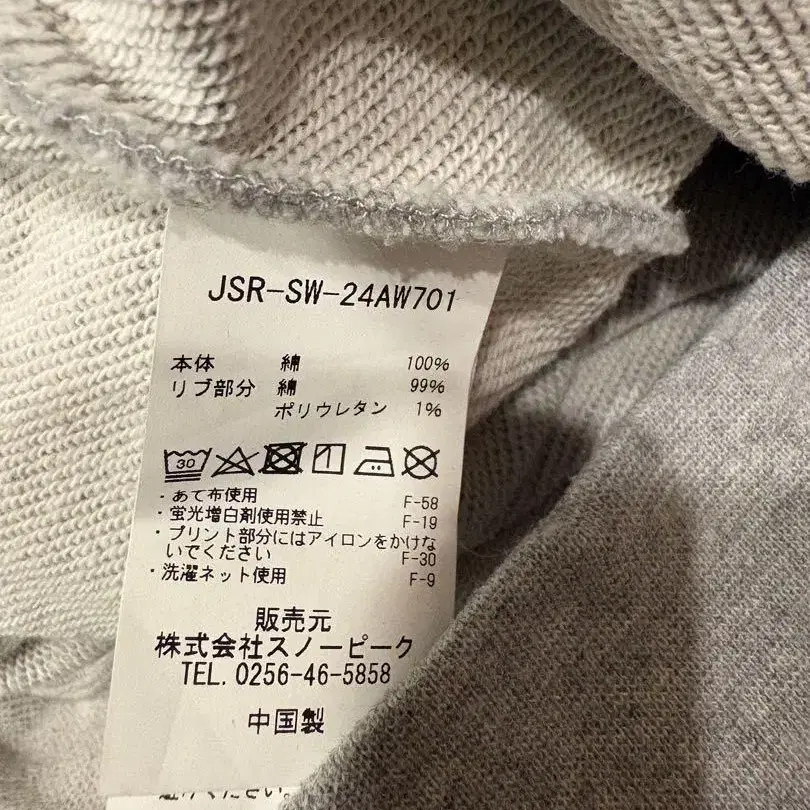 JSR-SW-24AW701
本体 綿 100%
リブ部分 綿 99%
ポリウレタン 1%
30
・あて布使用 F-58
・蛍光増白剤使用禁止 F-19
・プリント部分にはアイロンをかけな
いでください F-30
・洗濯ネット使用 F-9
販売元
株式会社スノーピーク
TEL. 0256-46-5858
中国製
ください。